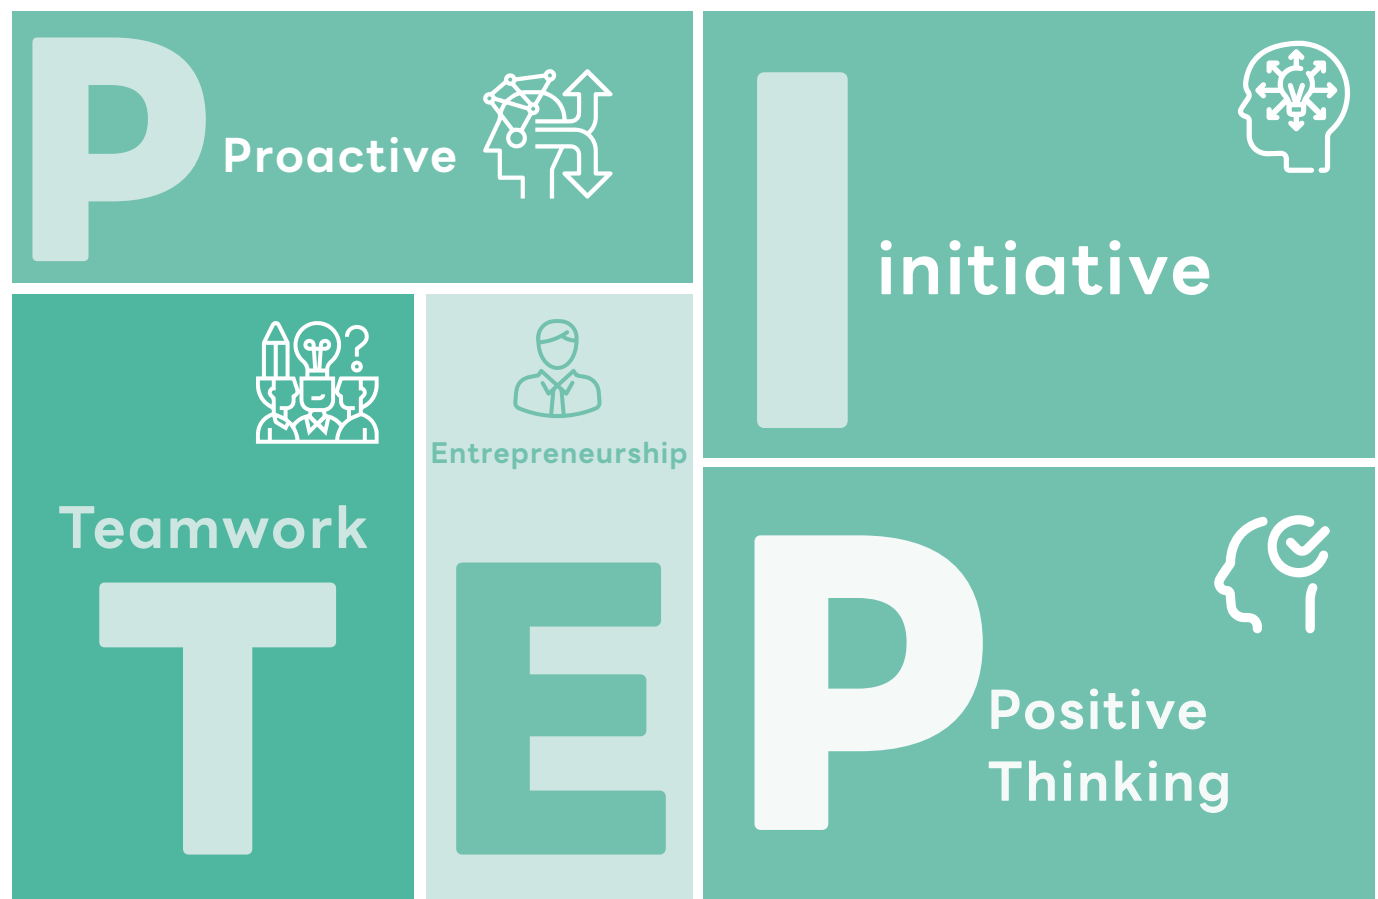 P
Proactive
I
initiative
Teamwork
T
Entrepreneurship
E
P
Positive
Thinking